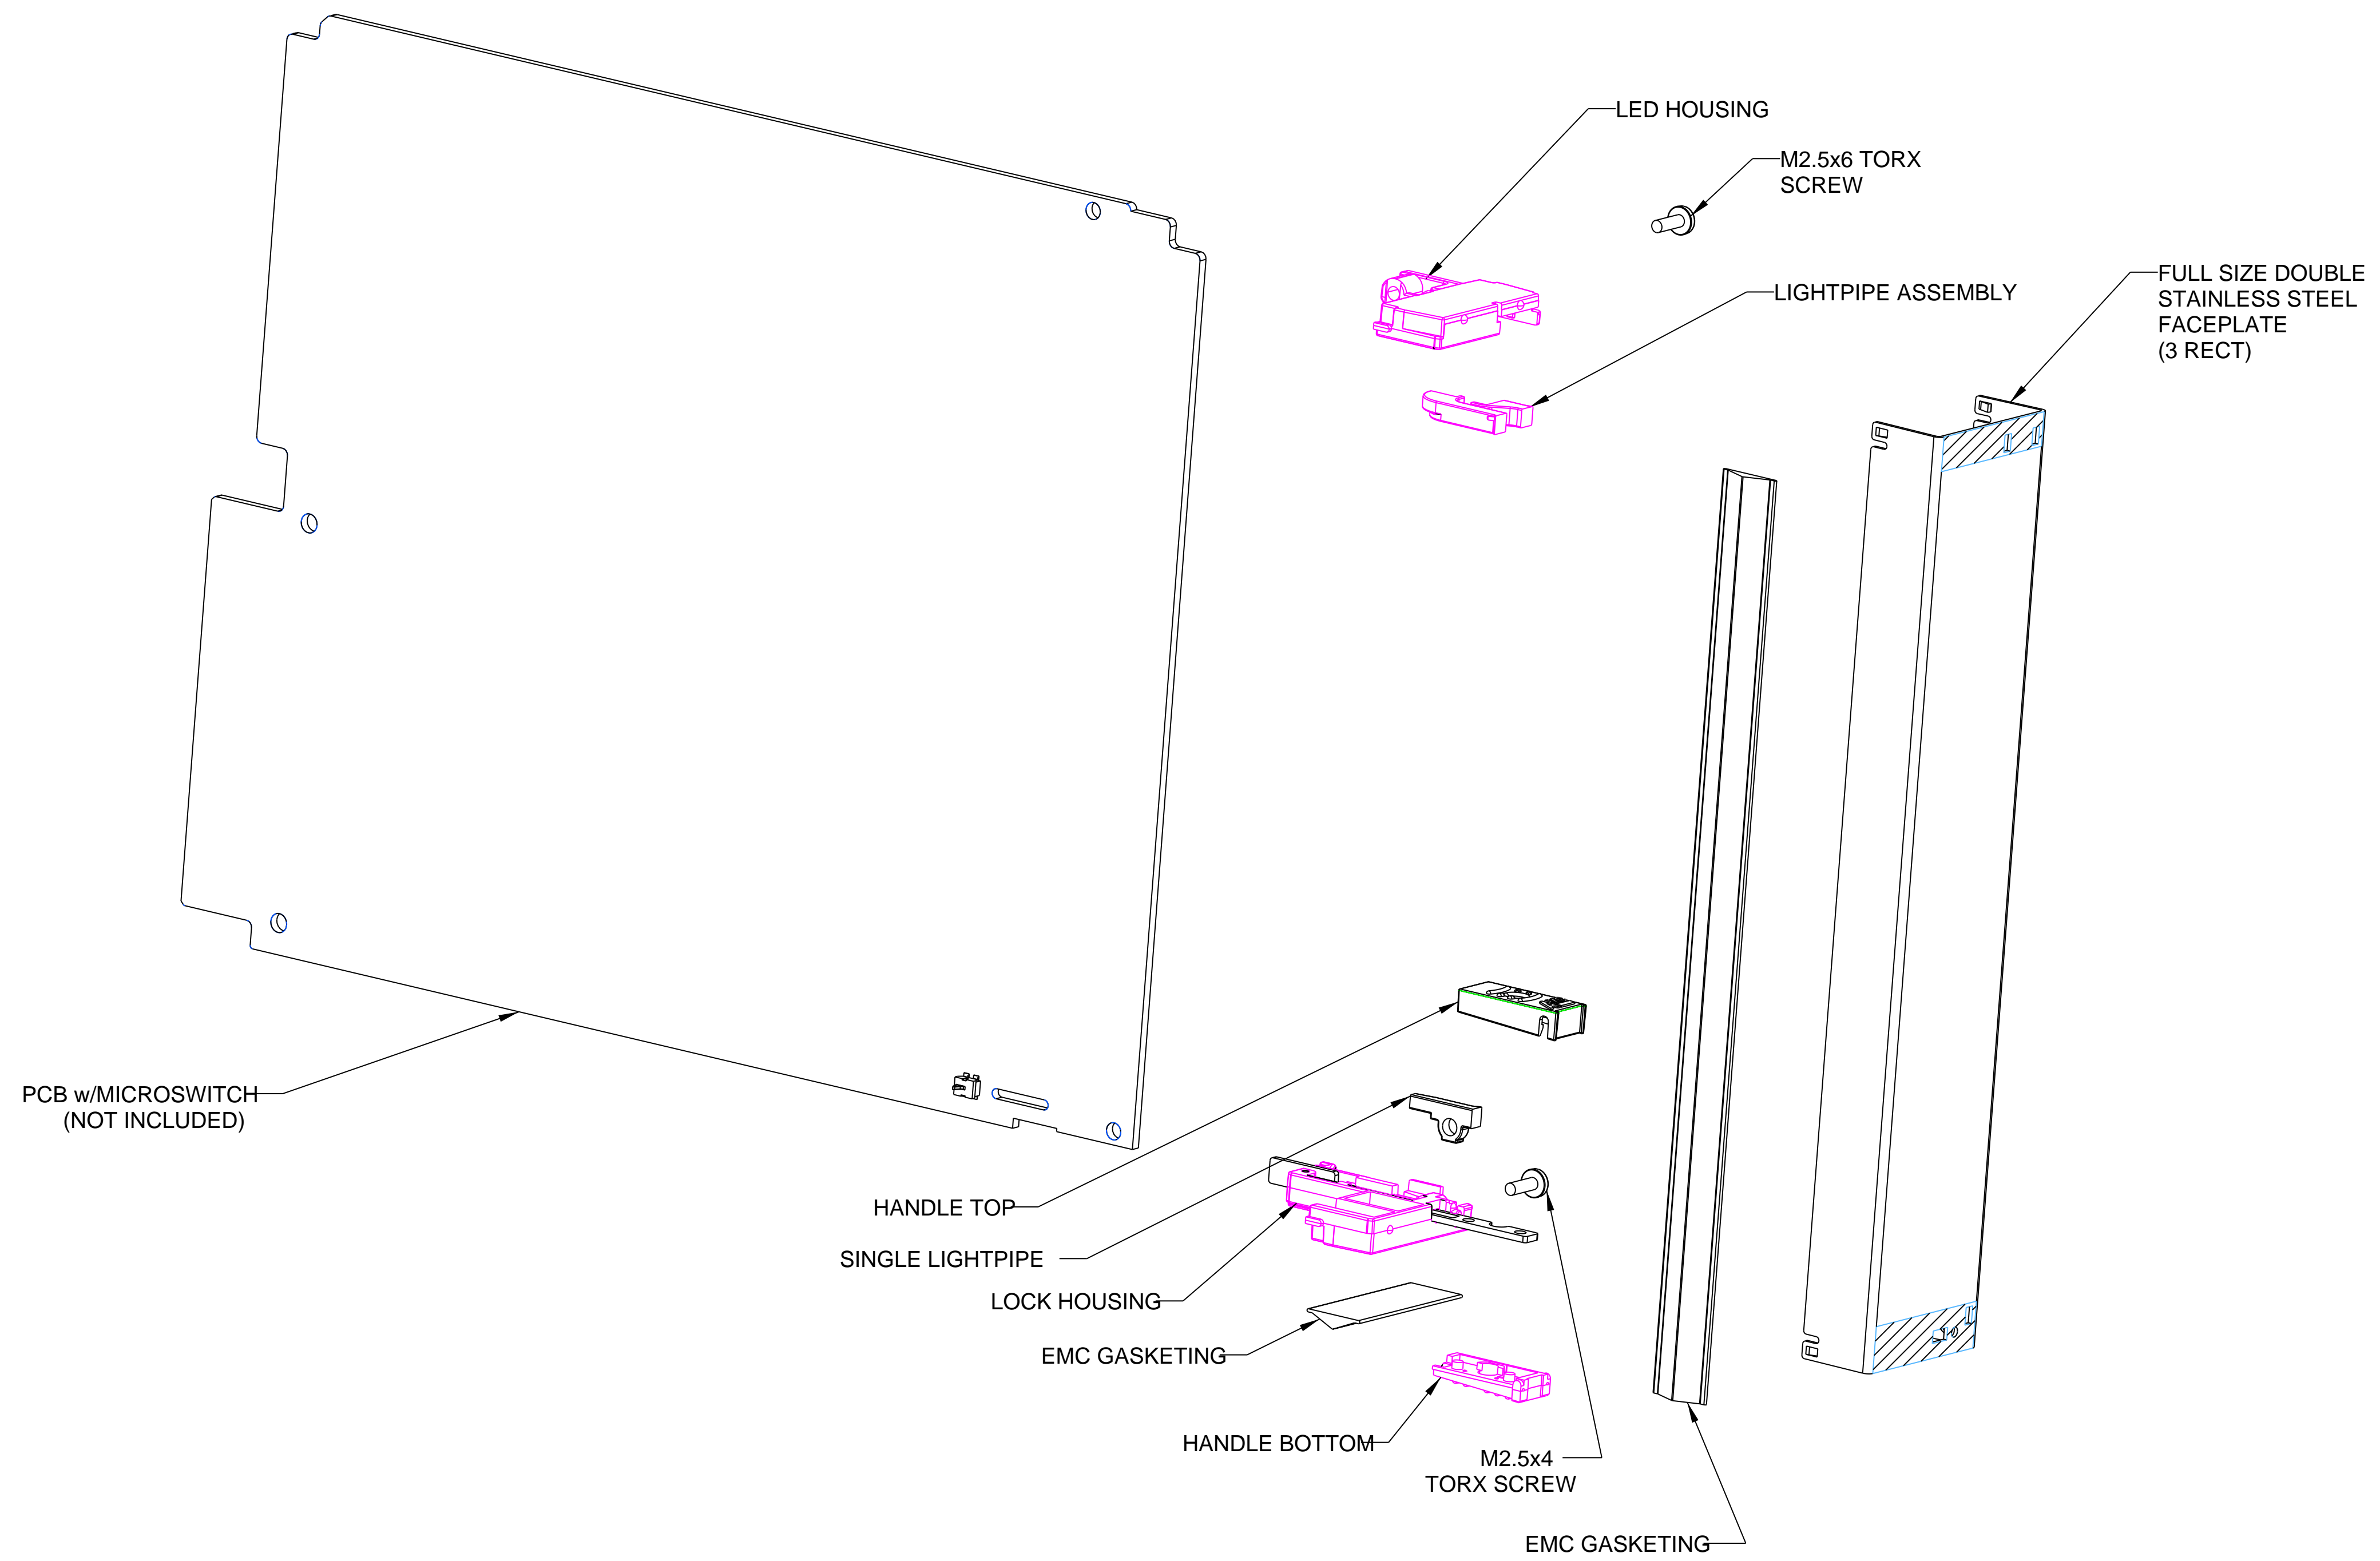 LED HOUSING
M2.5x6 TORX
SCREW
LIGHTPIPE ASSEMBLY
FULL SIZE DOUBLE
STAINLESS STEEL
FACEPLATE
(3 RECT)
PCB w/MICROSWITCH
(NOT INCLUDED)
HANDLE TOP
SINGLE LIGHTPIPE
LOCK HOUSING
EMC GASKETING
HANDLE BOTTOM
M2.5x4
TORX SCREW
EMC GASKETING